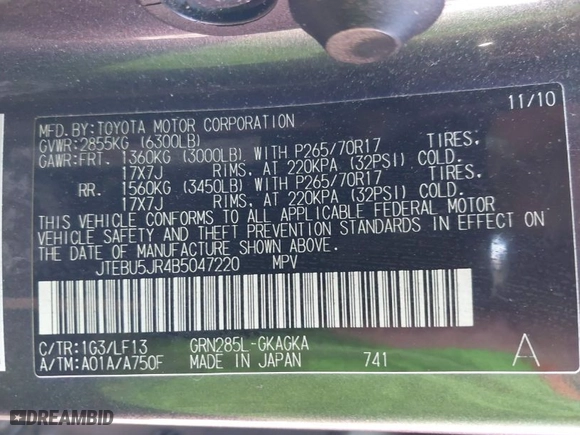 11/10
MFD.BY:TOYOTA MOTOR CORPORATION
GVWR:2855KG (6300LB)
GAWR:FRT. 1360KG (3000LB) WITH P265/70R17 TIRES,
17X7J RIMS, AT 220KPA (32PSI) COLD.
RR. 1560KG (3450LB) WITH P265/70R17 TIRES,
17X7J RIMS, AT 220KPA (32PSI) COLD.
THIS VEHICLE CONFORMS TO ALL APPLICABLE FEDERAL MOTOR
VEHICLE SAFETY AND THEFT PREVENTION STANDARDS IN EFFECT ON
THE DATE OF MANUFACTURE SHOWN ABOVE.
JTEBU5JR4B5047220 MPV
C/TR:1G3/LF13 GRN285L-GKAGKA
A/TM:A01A/A750F MADE IN JAPAN 741 A
DREAMBID